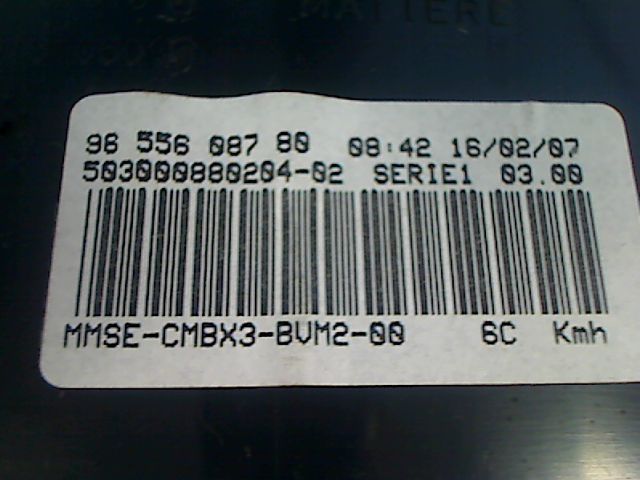 MATIERE
96 556 087 80 08:42 16/02/07
503000880204-02 SERIE1 03.00
MMSE-CMBX3-BVM2-00 6C Kmh